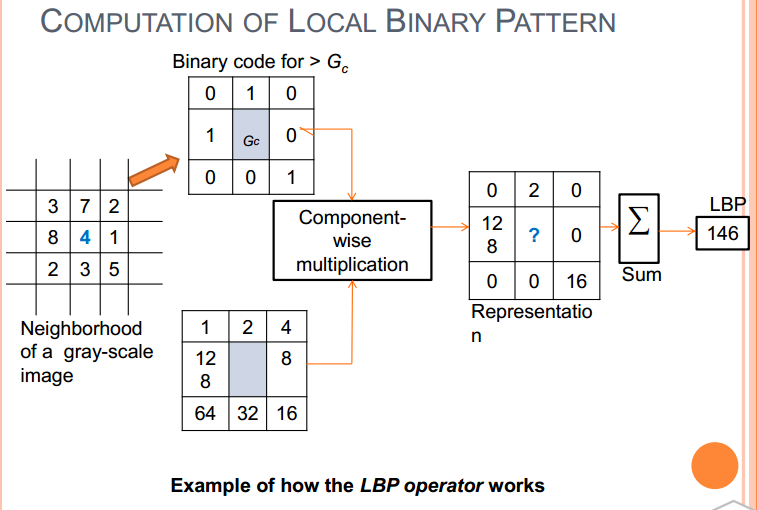 COMPUTATION OF LOCAL BINARY PATTERN
Binary code for > Gc
0 1 0
1 Gc 0
0 0 1
3 7 2
8 4 1
2 3 5
Neighborhood
of a gray-scale
image
Component-
wise
multiplication
1 2 4
12
8 8
64 32 16
0 2 0
12
8 ? 0
0 0 16
Representatio
n
∑
Sum
LBP
146
Example of how the LBP operator works